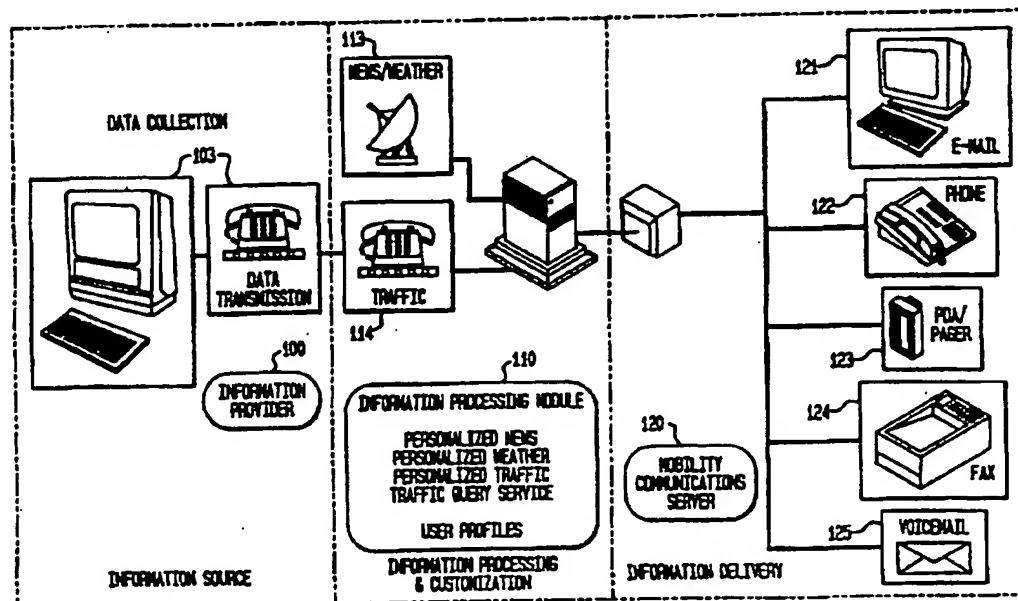 DATA COLLECTION
103
DATA
TRANSMISSION
100
INFORMATION
PROVIDER
INFORMATION SOURCE
113
NEWS/WEATHER
TRAFFIC
114
110
INFORMATION PROCESSING MODULE
PERSONALIZED NEWS
PERSONALIZED WEATHER
PERSONALIZED TRAFFIC
TRAFFIC QUERY SERVICE
USER PROFILES
INFORMATION PROCESSING
& CUSTOMIZATION
120
MOBILITY
COMMUNICATIONS
SERVER
INFORMATION DELIVERY
121
E-MAIL
122
PHONE
PDA/
PAGER
123
124
FAX
125
VOICEMAIL